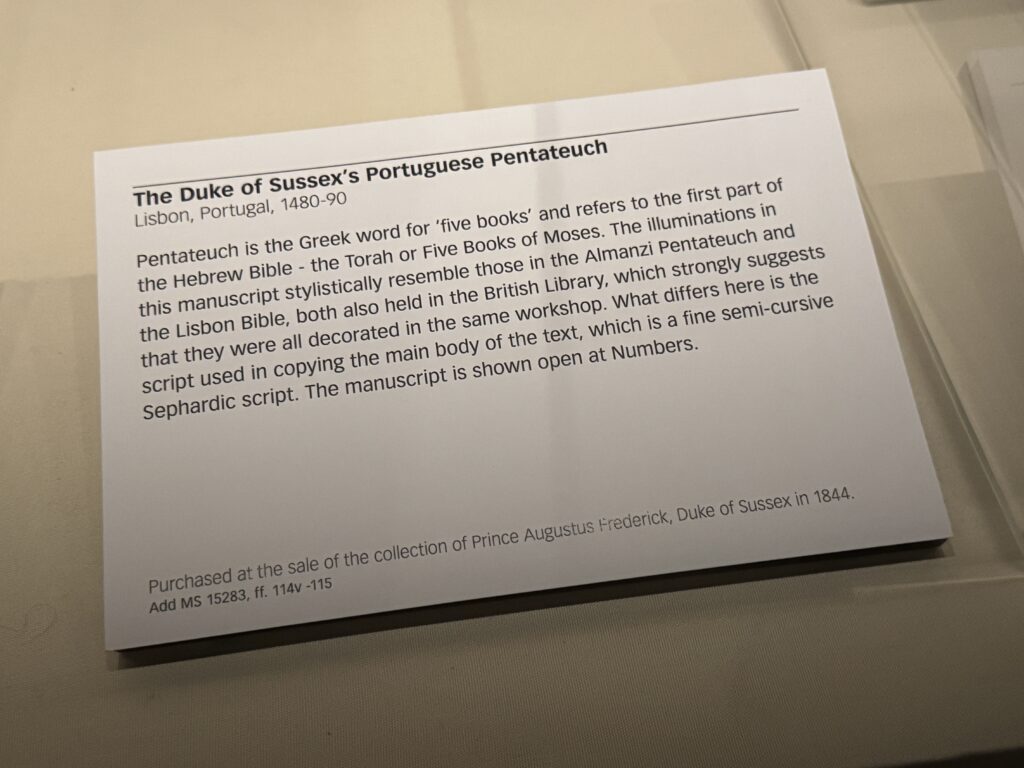 The Duke of Sussex's Portuguese Pentateuch
Lisbon, Portugal, 1480-90
Pentateuch is the Greek word for 'five books' and refers to the first part of
the Hebrew Bible - the Torah or Five Books of Moses. The illuminations in
this manuscript stylistically resemble those in the Almanzi Pentateuch and
the Lisbon Bible, both also held in the British Library, which strongly suggests
that they were all decorated in the same workshop. What differs here is the
script used in copying the main body of the text, which is a fine semi-cursive
Sephardic script. The manuscript is shown open at Numbers.
Purchased at the sale of the collection of Prince Augustus Frederick, Duke of Sussex in 1844.
Add MS 15283, ff. 114v -115